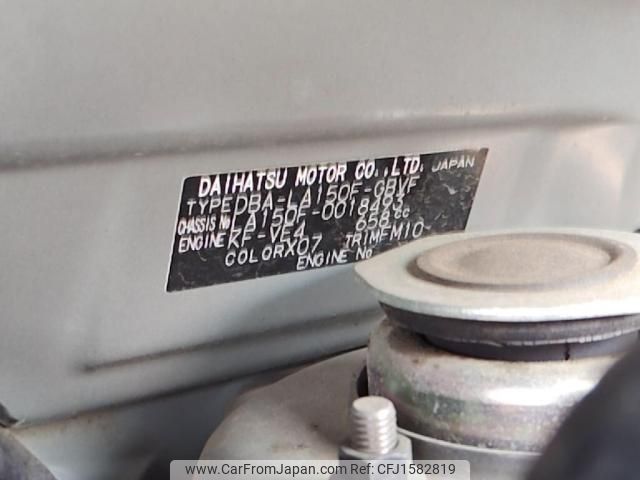 DAIHATSU MOTOR CO.,LTD. JAPAN
TYPE DBA-LA150F-GBVF
CHASSIS No LA150F-0018493
ENGINE KF-VE4 658cc
COLOR X07 TRIM FM10
ENGINE No
www.CarFromJapan.com | Ref No: CFJ1582819